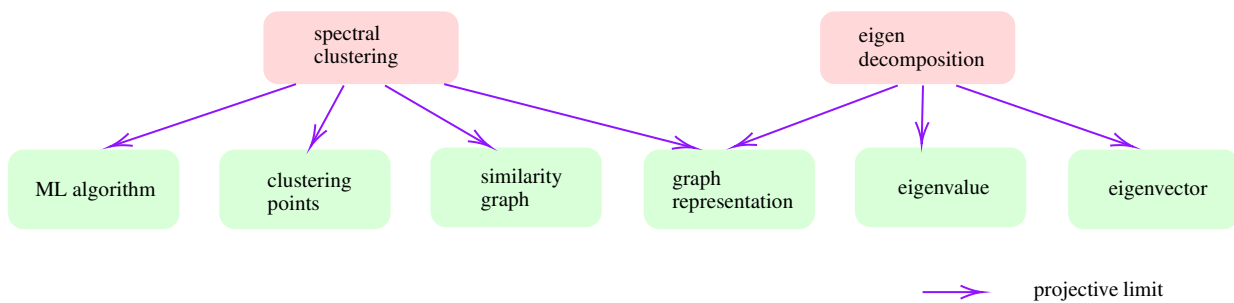 spectral
clustering
eigen
decomposition
ML algorithm
clustering
points
similarity
graph
graph
representation
eigenvalue
eigenvector
projective limit